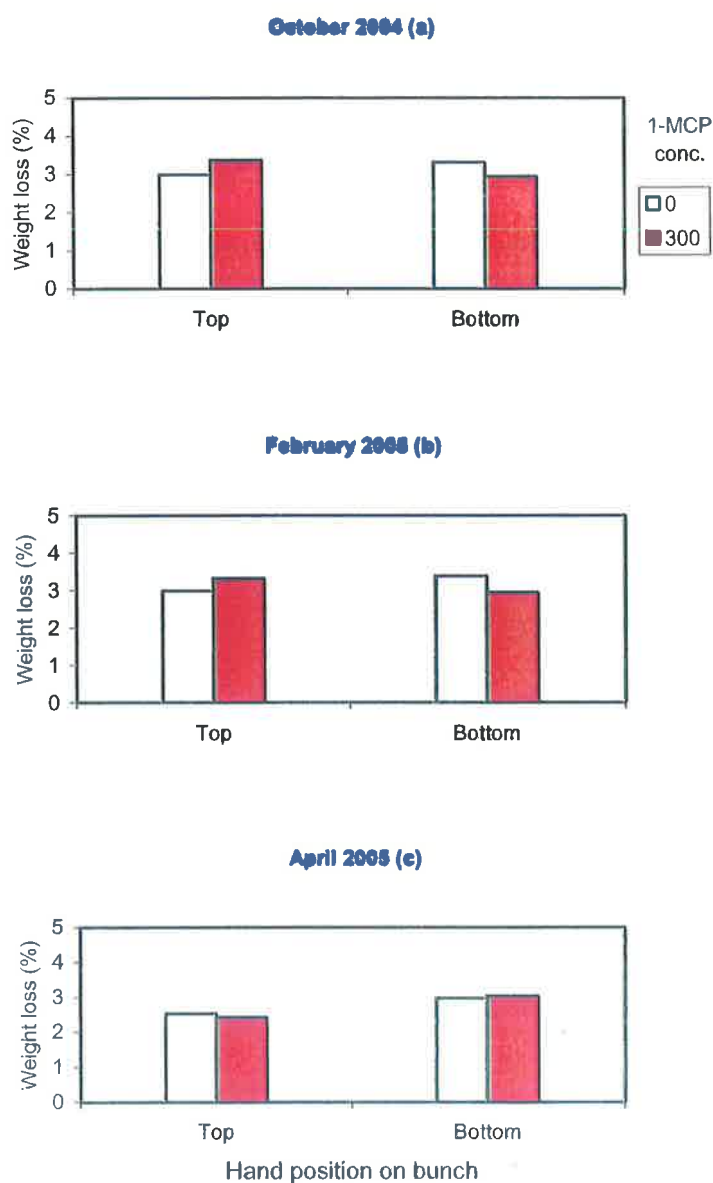 October 2004 (a)
5
4
3
2
1
0
Weight loss (%)
Top
Bottom
1-MCP
conc.
0
300
February 2005 (b)
5
4
3
2
1
0
Weight loss (%)
Top
Bottom
April 2005 (c)
5
4
3
2
1
0
Weight loss (%)
Top
Bottom
Hand position on bunch